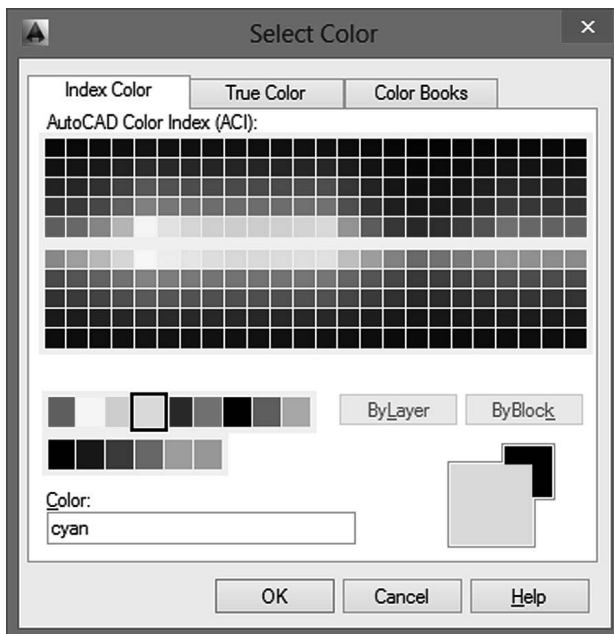 Select Color
Index Color True Color Color Books
AutoCAD Color Index (ACI):
ByLayer ByBlock
Color:
cyan
OK Cancel Help